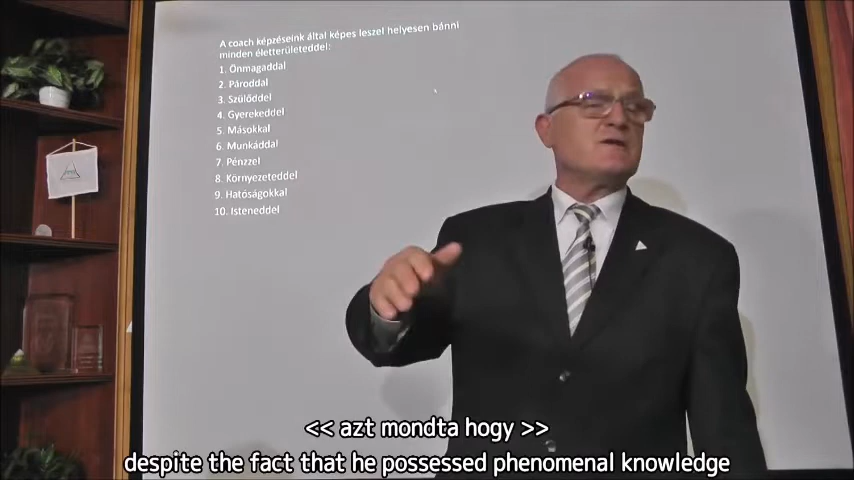 A coach képzéseink által képes leszel helyesen bánni
minden életterületeddel:
1. Önmagaddal
2. Pároddal
3. Szülőddel
4. Gyerekeddel
5. Másokkal
6. Munkáddal
7. Pénzzel
8. Környezeteddel
9. Hatóságokkal
10. Isteneddel
<< azt mondta hogy >>
despite the fact that he possessed phenomenal knowledge